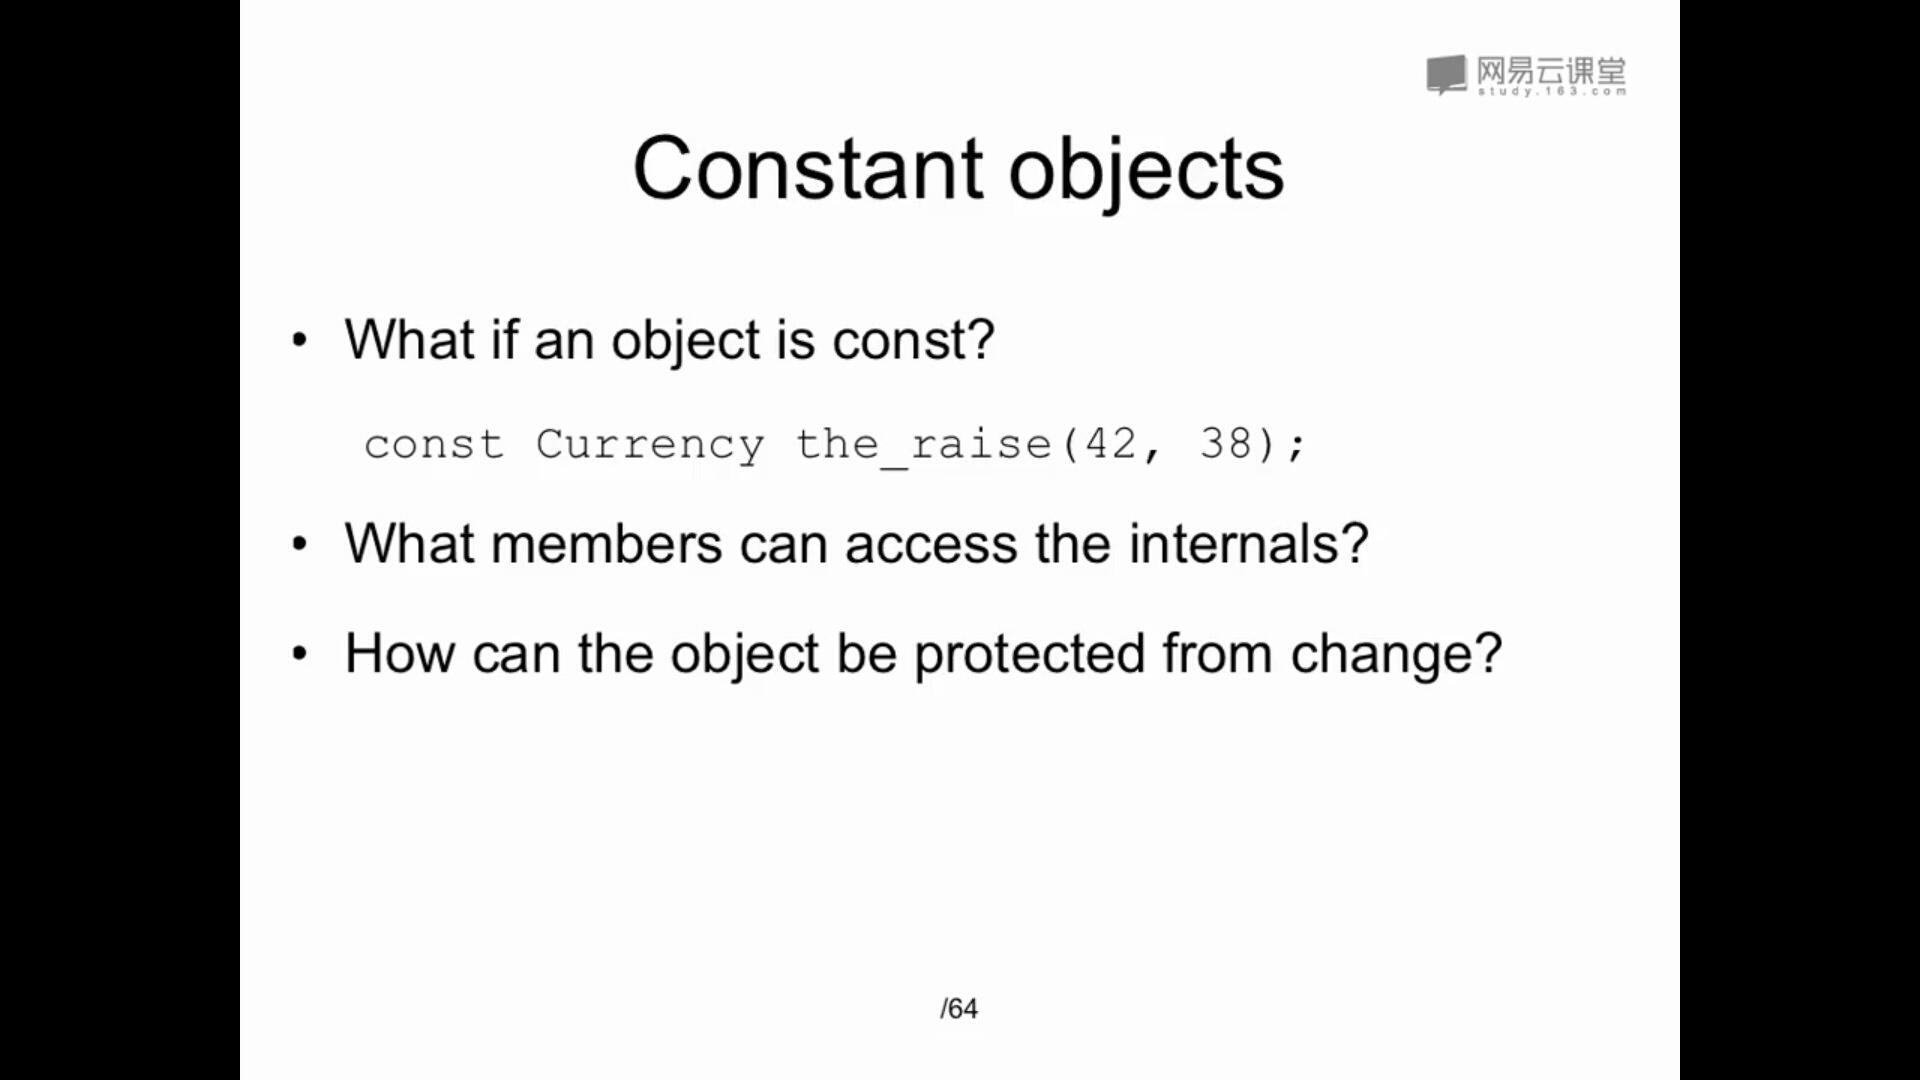 网易云课堂
study.163.com
Constant objects
• What if an object is const?
const Currency the_raise(42, 38);
• What members can access the internals?
• How can the object be protected from change?
/64